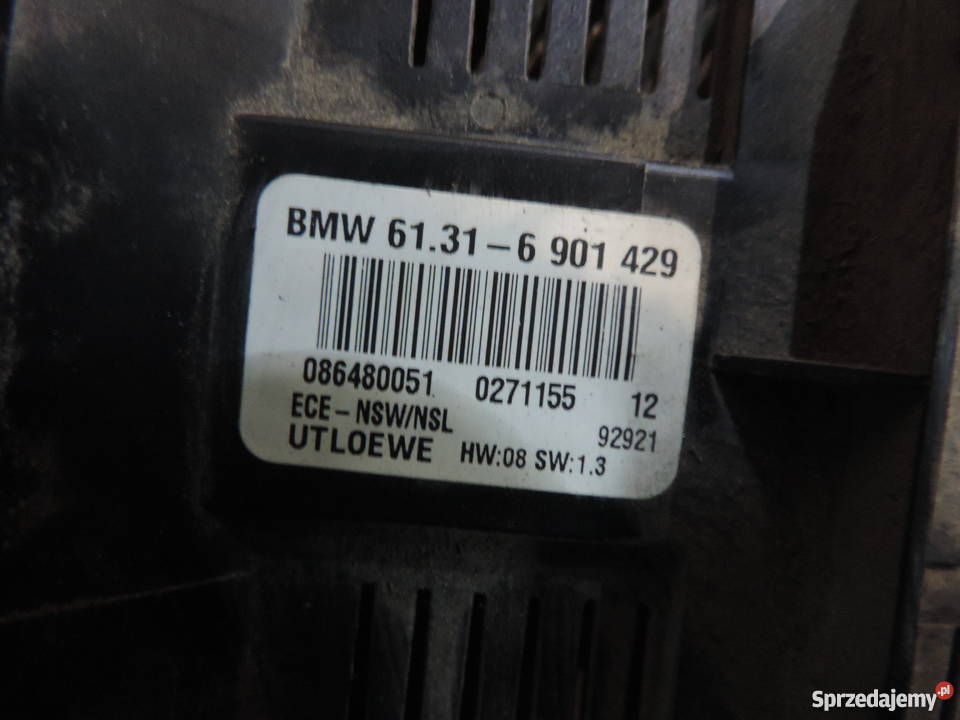 BMW 61.31-6 901 429
086480051 0271155 12
ECE-NSW/NSL 92921
UTLOEWE HW:08 SW:1.3
Sprzedajemy.pl